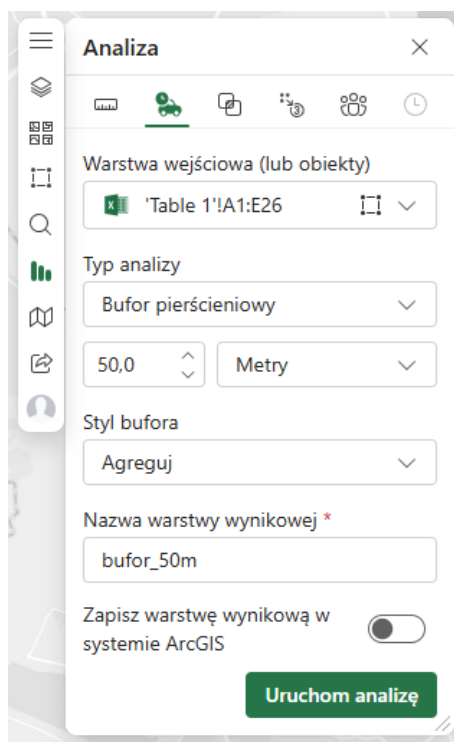 Analiza
Warstwa wejściowa (lub obiekty)
'Table 1'!A1:E26
Typ analizy
Bufor pierścieniowy
50,0 Metry
Styl bufora
Agreguj
Nazwa warstwy wynikowej *
bufor_50m
Zapisz warstwę wynikową w
systemie ArcGIS
Uruchom analizę